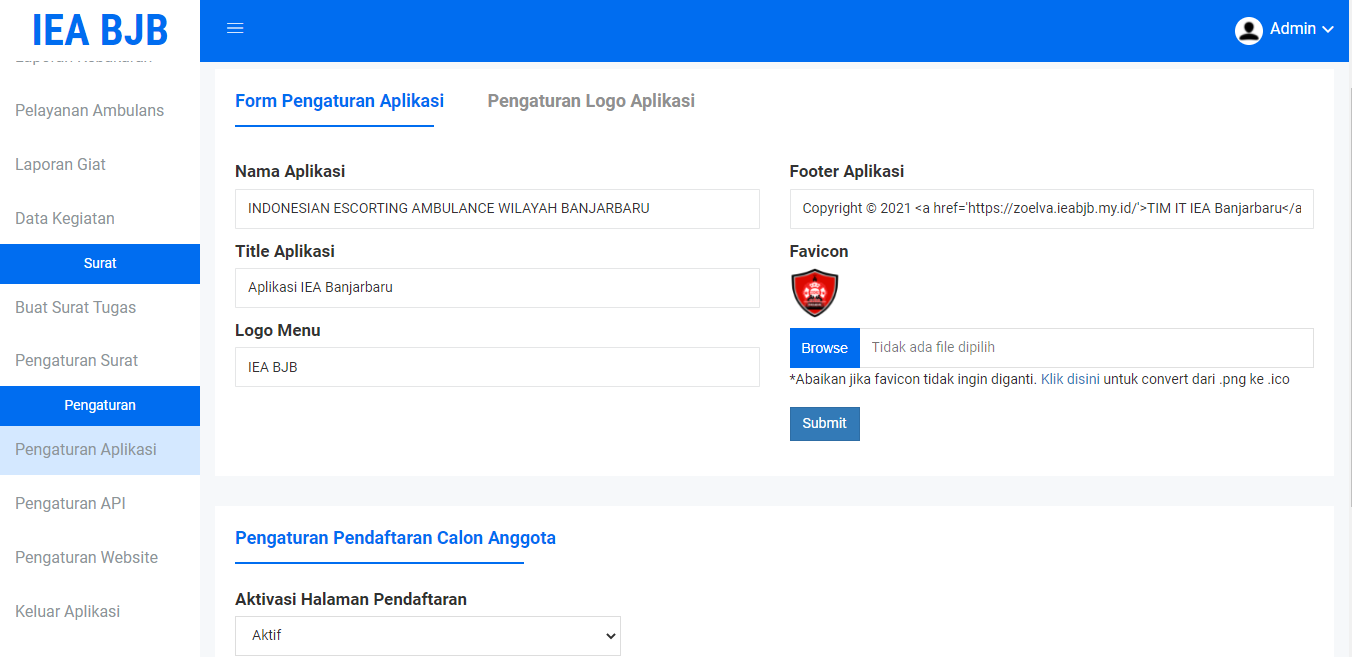 IEA BJB
Admin
Pelayanan Ambulans
Laporan Giat
Data Kegiatan
Surat
Buat Surat Tugas
Pengaturan Surat
Pengaturan
Pengaturan Aplikasi
Pengaturan API
Pengaturan Website
Keluar Aplikasi
Form Pengaturan Aplikasi
Pengaturan Logo Aplikasi
Nama Aplikasi
INDONESIAN ESCORTING AMBULANCE WILAYAH BANJARBARU
Title Aplikasi
Aplikasi IEA Banjarbaru
Logo Menu
IEA BJB
Footer Aplikasi
Copyright © 2021 <a href='https://zoelva.ieabjb.my.id/'>TIM IT IEA Banjarbaru</a
Favicon
Browse
Tidak ada file dipilih
*Abaikan jika favicon tidak ingin diganti. Klik disini untuk convert dari .png ke .ico
Submit
Pengaturan Pendaftaran Calon Anggota
Aktivasi Halaman Pendaftaran
Aktif